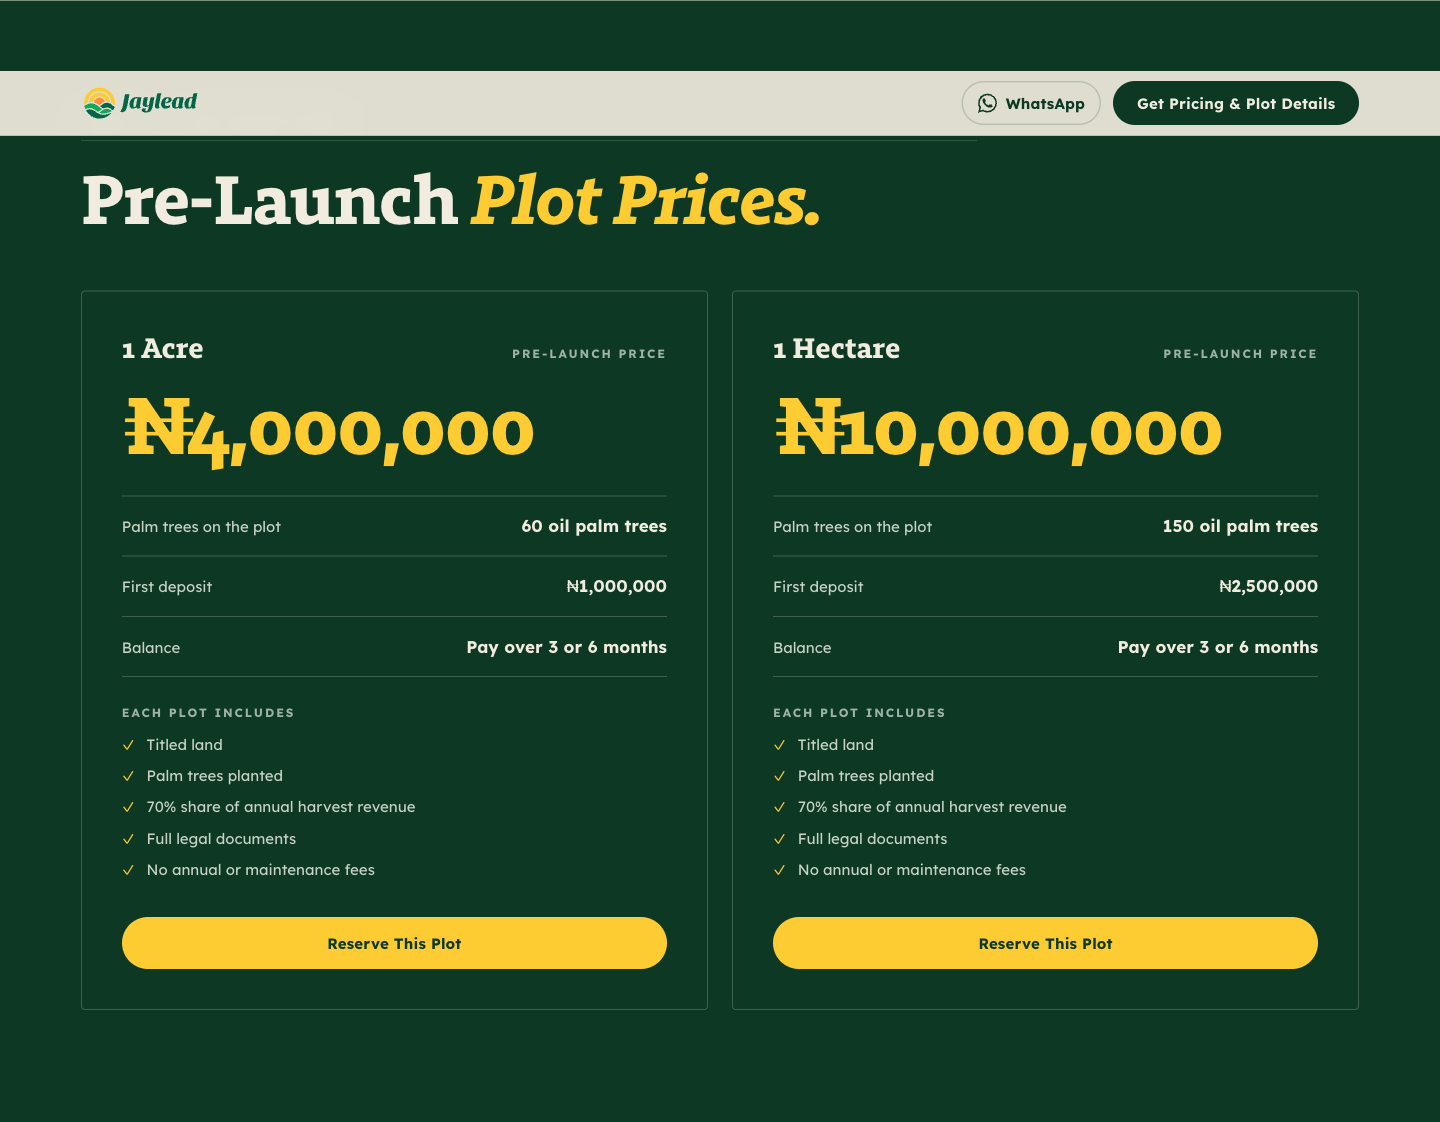 Jaylead
WhatsApp
Get Pricing & Plot Details
Pre-Launch Plot Prices.
1 Acre
PRE-LAUNCH PRICE
₦4,000,000
Palm trees on the plot
60 oil palm trees
First deposit
₦1,000,000
Balance
Pay over 3 or 6 months
EACH PLOT INCLUDES
Titled land
Palm trees planted
70% share of annual harvest revenue
Full legal documents
No annual or maintenance fees
Reserve This Plot
1 Hectare
PRE-LAUNCH PRICE
₦10,000,000
Palm trees on the plot
150 oil palm trees
First deposit
₦2,500,000
Balance
Pay over 3 or 6 months
EACH PLOT INCLUDES
Titled land
Palm trees planted
70% share of annual harvest revenue
Full legal documents
No annual or maintenance fees
Reserve This Plot